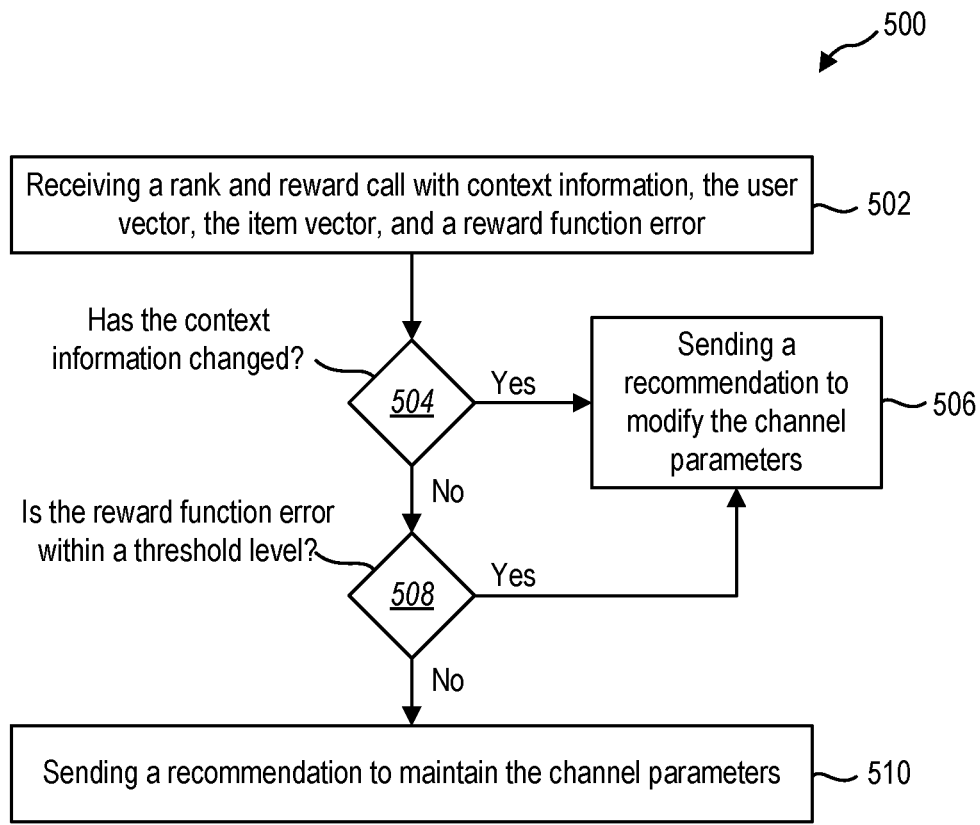 500
Receiving a rank and reward call with context information, the user
vector, the item vector, and a reward function error
502
Has the context
information changed?
504
Yes
Sending a
recommendation to
modify the channel
parameters
506
No
Is the reward function error
within a threshold level?
508
Yes
No
Sending a recommendation to maintain the channel parameters
510